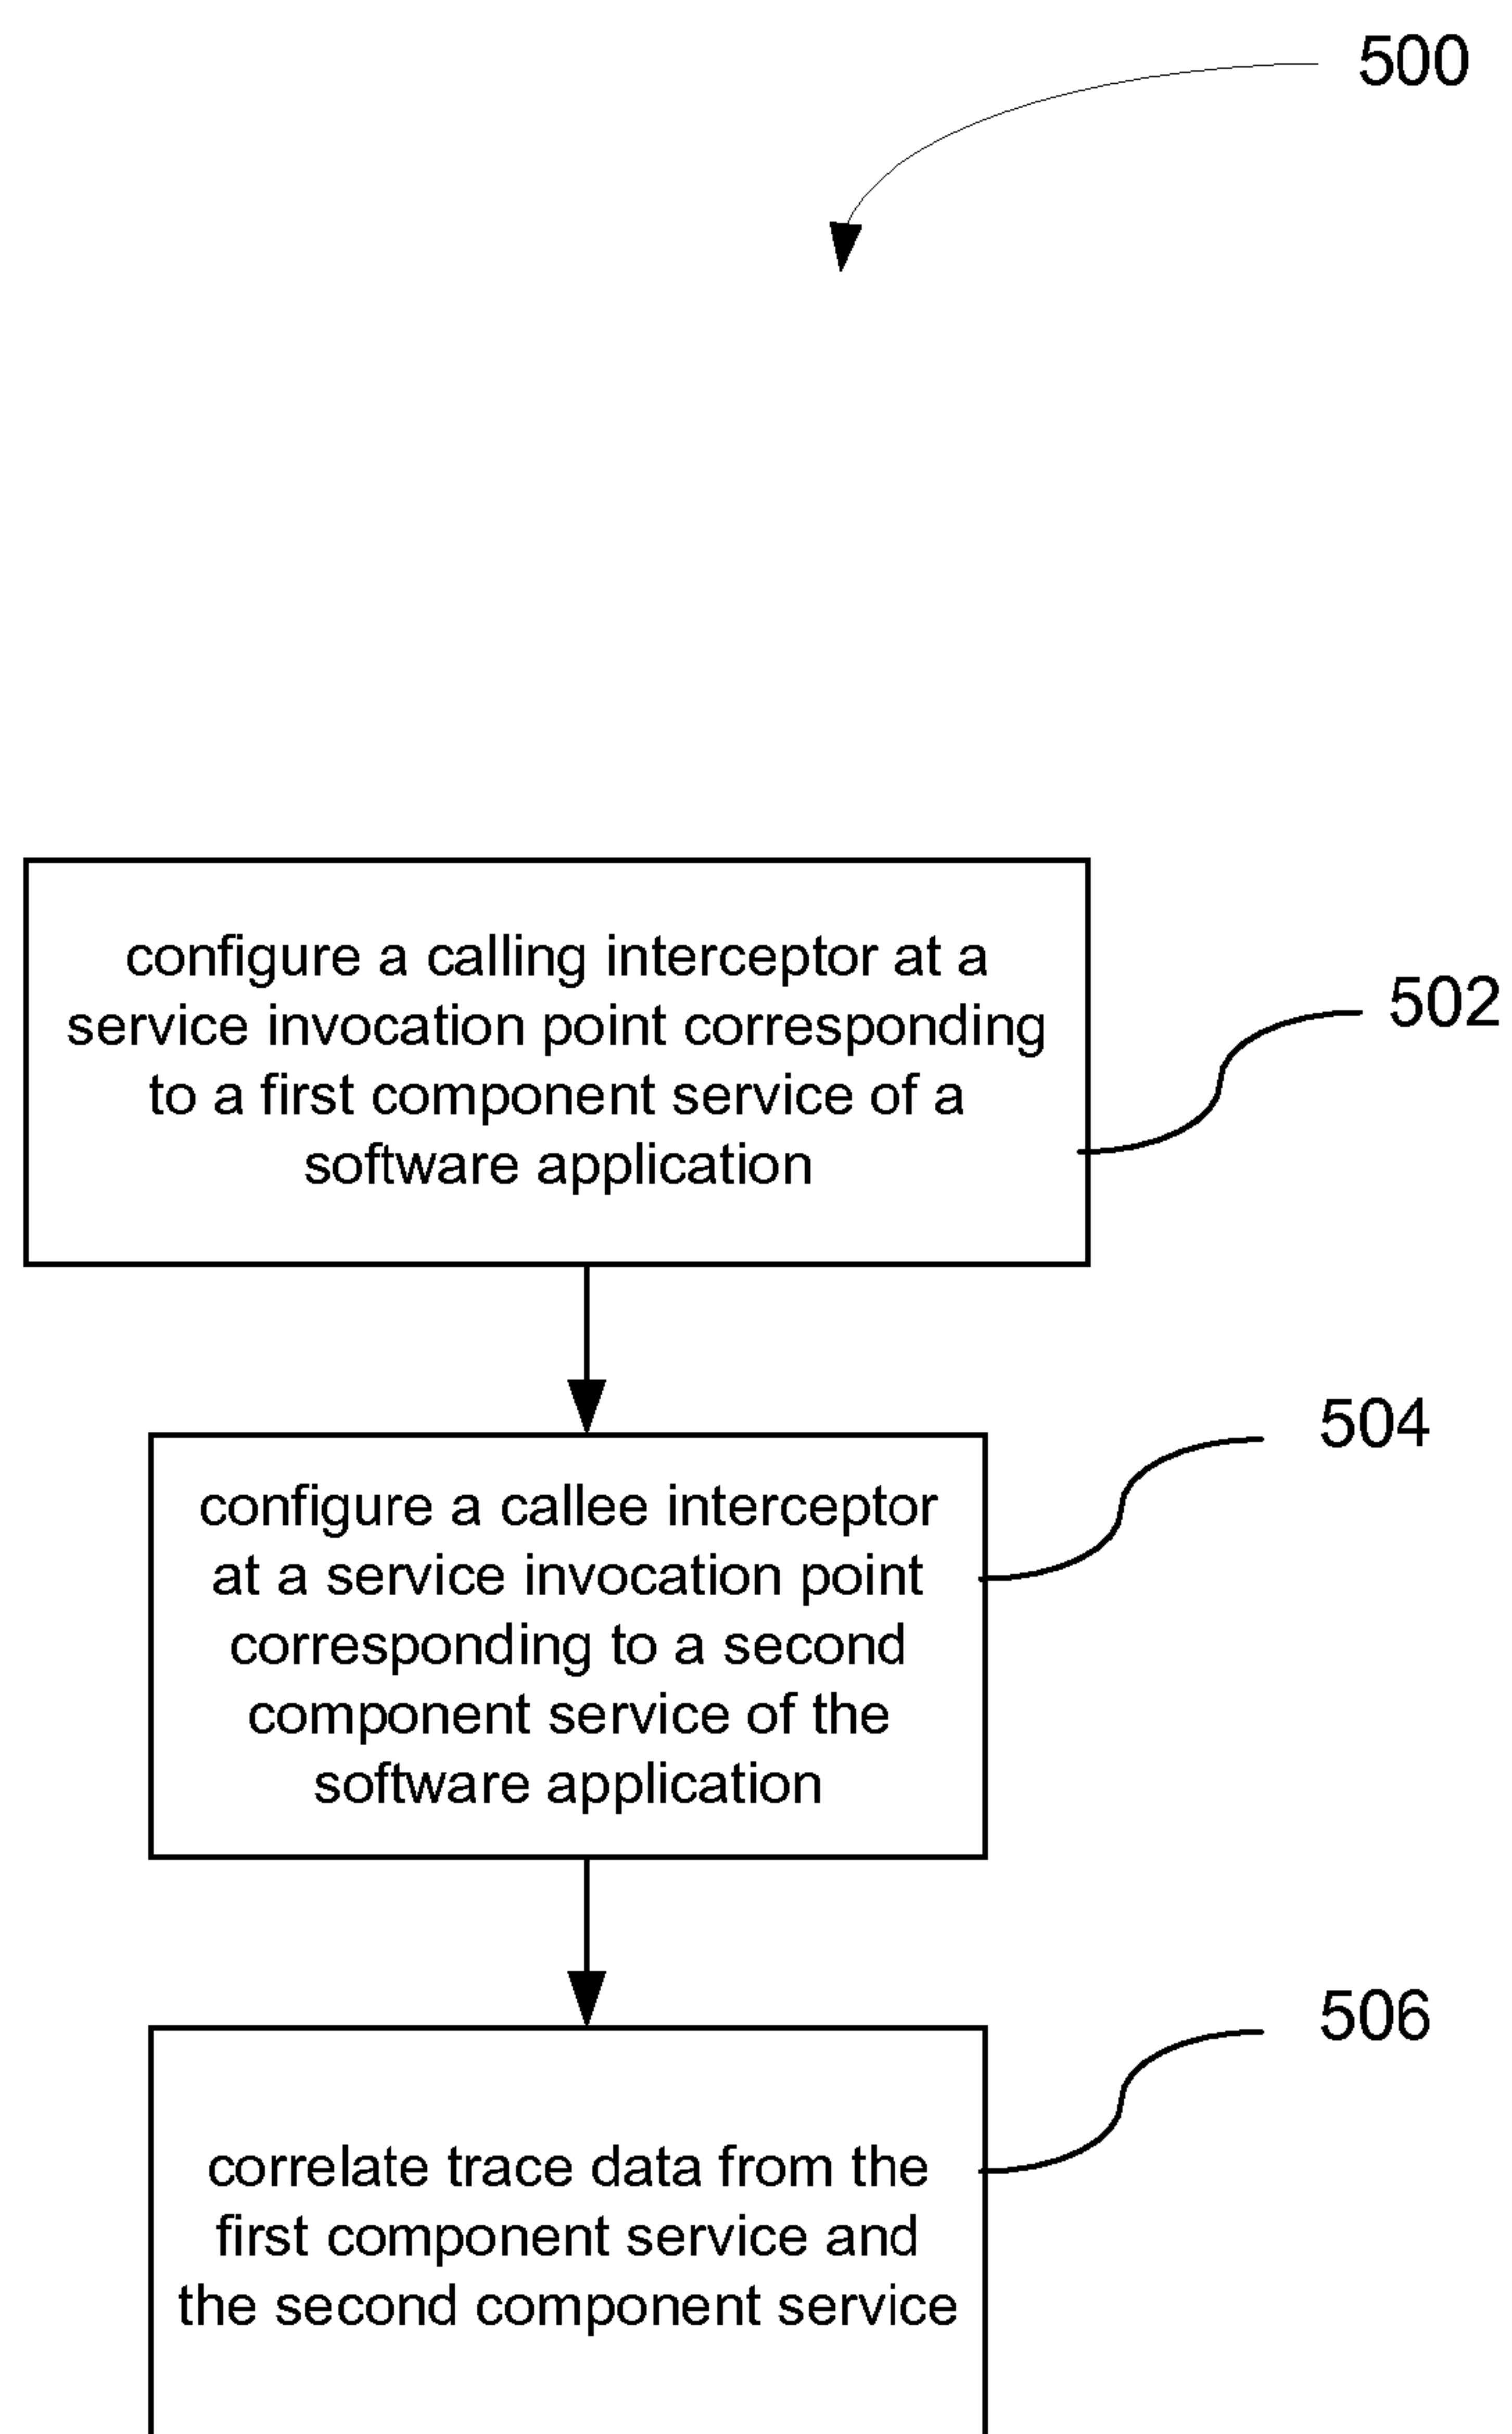 500
configure a calling interceptor at a
service invocation point corresponding
to a first component service of a
software application
502
configure a callee interceptor
at a service invocation point
corresponding to a second
component service of the
software application
504
correlate trace data from the
first component service and
the second component service
506